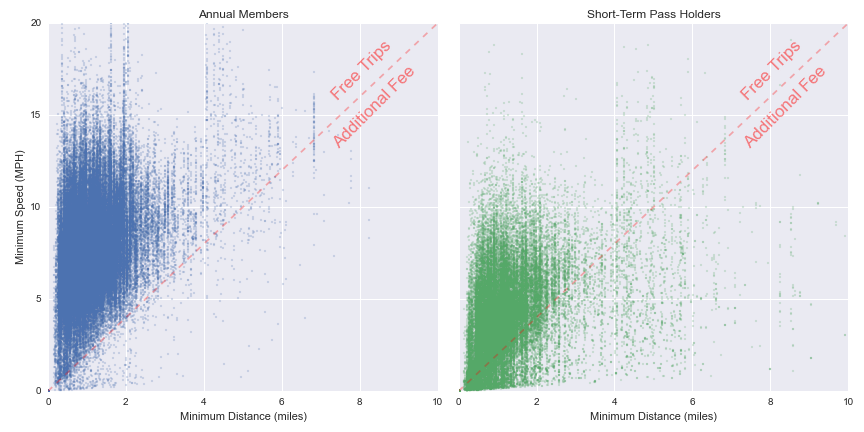 Annual Members
Short-Term Pass Holders
20
15
10
5
0
Minimum Speed (MPH)
Free Trips
Additional Fee
Free Trips
Additional Fee
0 2 4 6 8 10
0 2 4 6 8 10
Minimum Distance (miles)
Minimum Distance (miles)